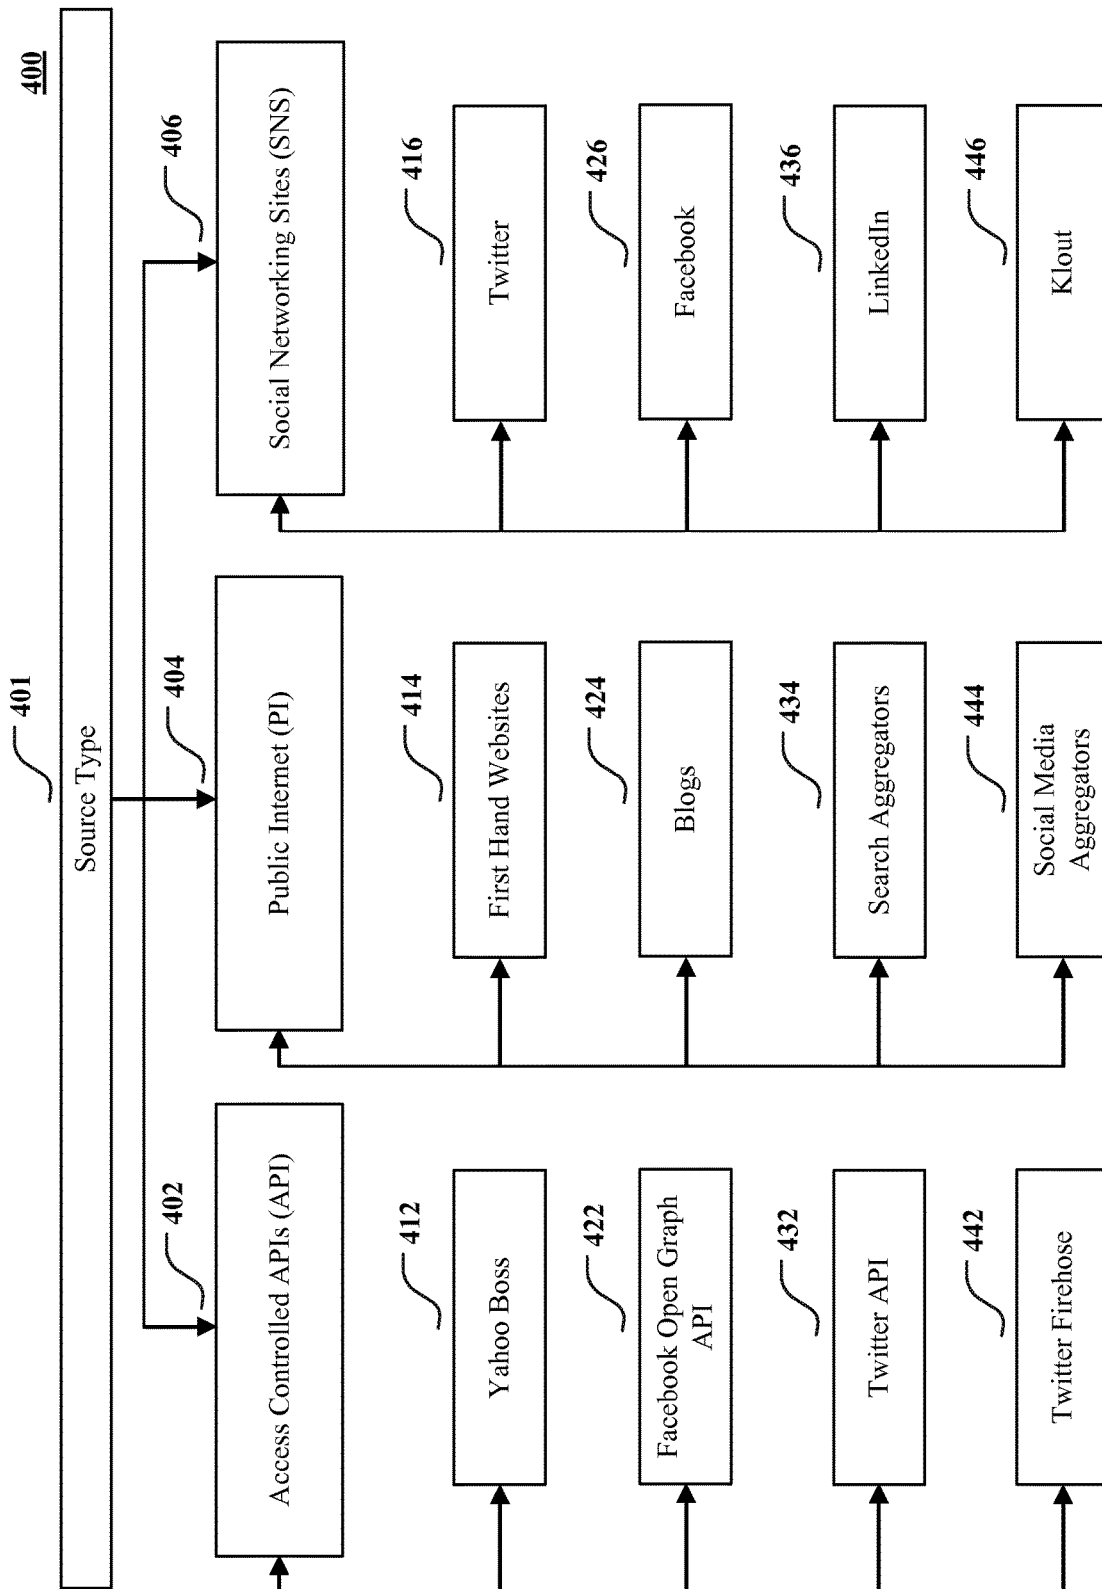 400
401
Source Type
402
404
406
Access Controlled APIs (API)
Public Internet (PI)
Social Networking Sites (SNS)
412
414
416
Yahoo Boss
First Hand Websites
Twitter
422
424
426
Facebook Open Graph
API
Blogs
Facebook
432
434
436
Twitter API
Search Aggregators
LinkedIn
442
444
446
Twitter Firehose
Social Media
Aggregators
Klout